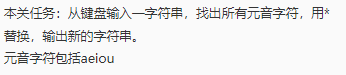 本关任务：从键盘输入一字符串，找出所有元音字符，用*
替换，输出新的字符串。
元音字符包括aeiou